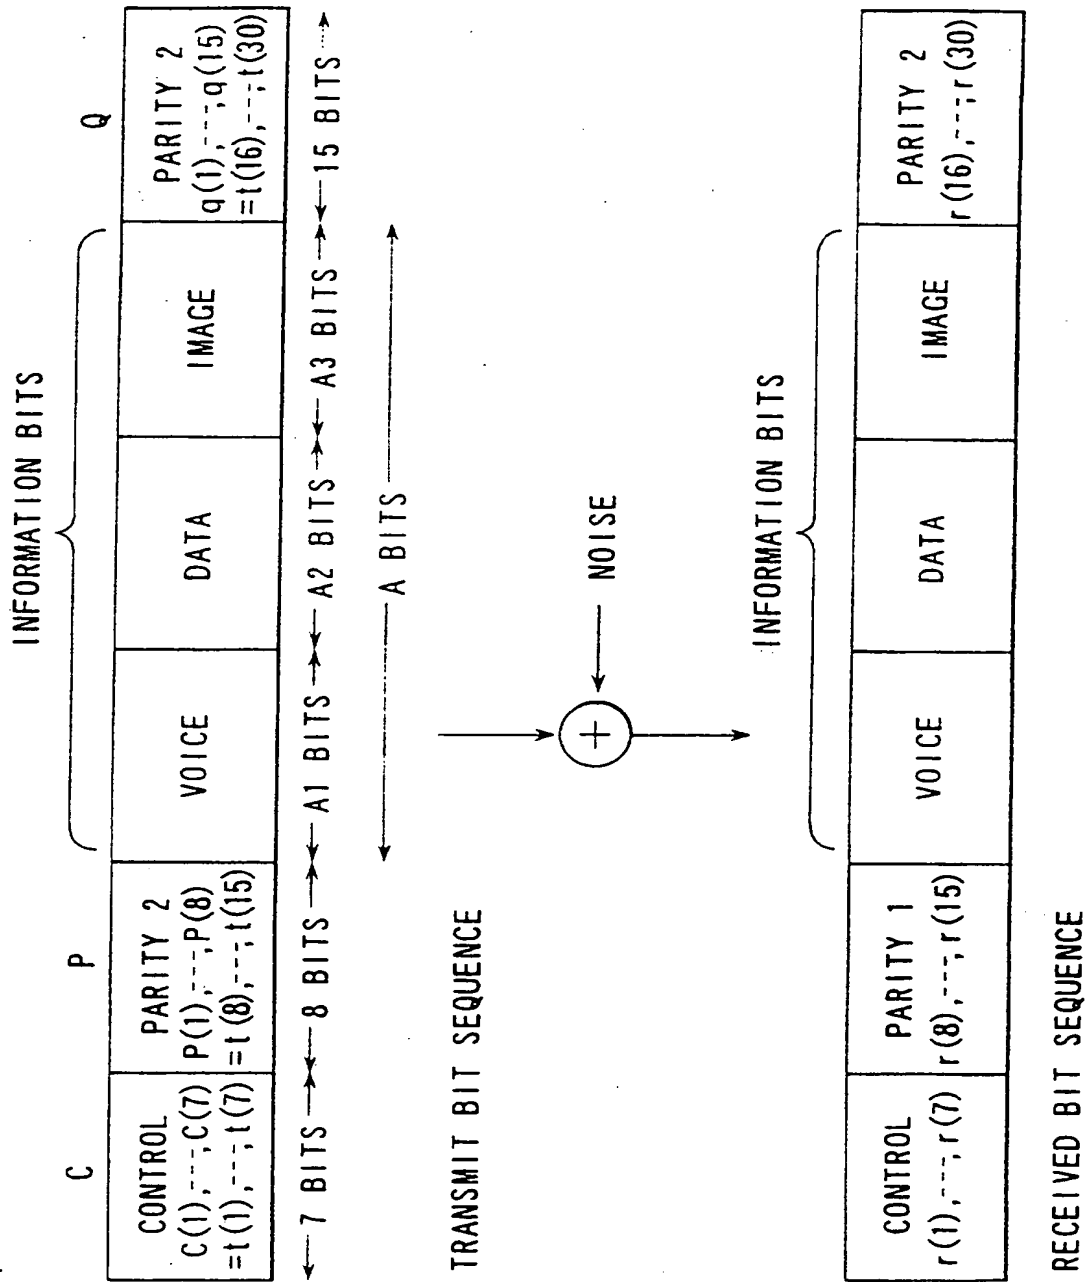 C
P
INFORMATION BITS
Q
CONTROL
C(1),---,C(7)
=t(1),---,t(7)
PARITY 2
P(1),---,P(8)
=t(8),---,t(15)
VOICE
DATA
IMAGE
PARITY 2
q(1),---,q(15)
=t(16),---,t(30)
7 BITS
8 BITS
A1 BITS
A2 BITS
A3 BITS
15 BITS
A BITS
TRANSMIT BIT SEQUENCE
+
NOISE
INFORMATION BITS
CONTROL
r(1),---,r(7)
PARITY 1
r(8),---,r(15)
VOICE
DATA
IMAGE
PARITY 2
r(16),---,r(30)
RECEIVED BIT SEQUENCE